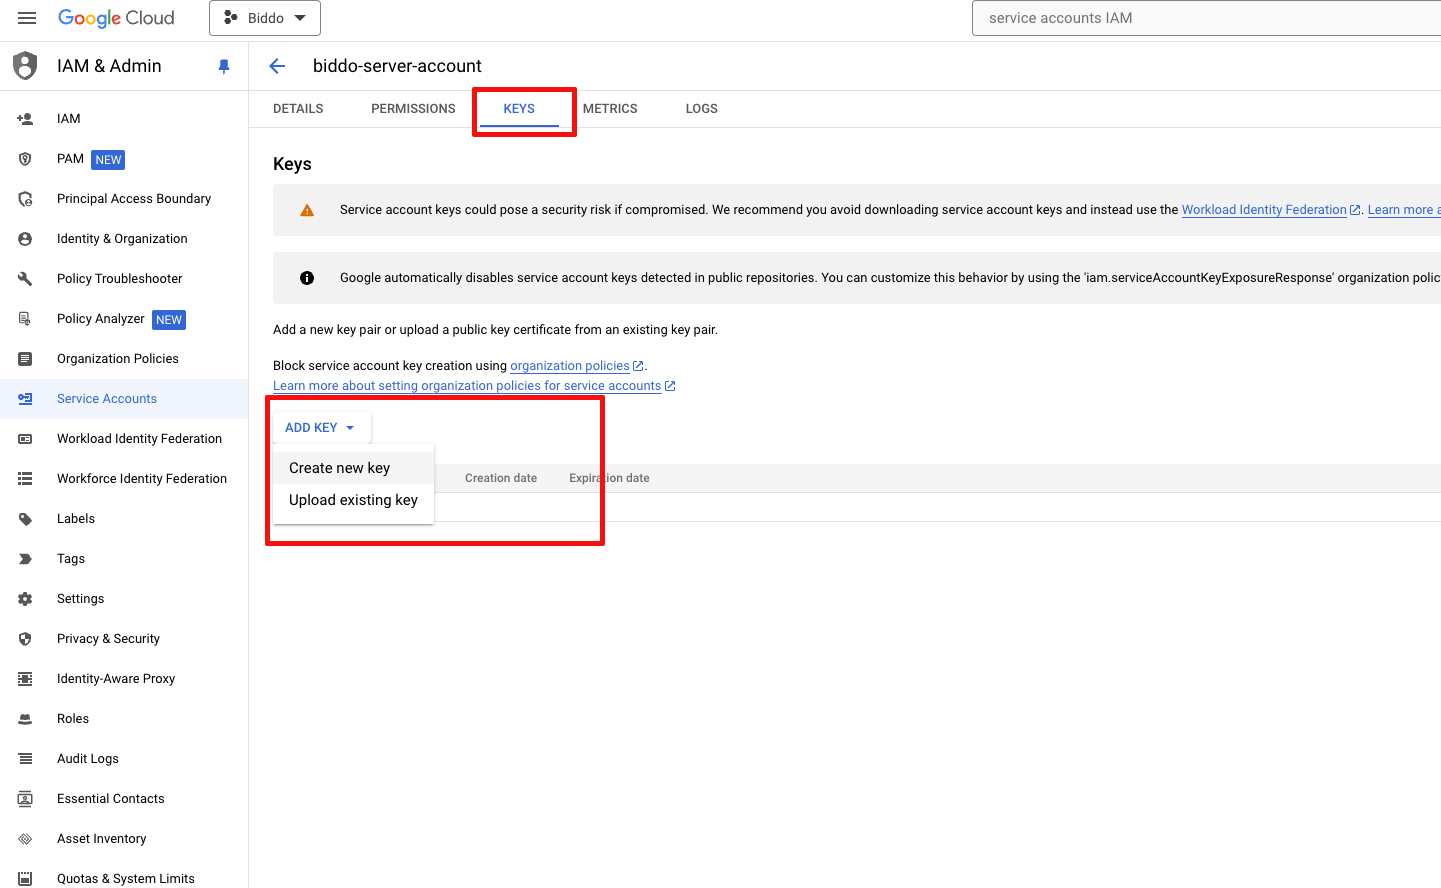 Google Cloud
Biddo
service accounts IAM
IAM & Admin
biddo-server-account
DETAILS
PERMISSIONS
KEYS
METRICS
LOGS
IAM
PAM NEW
Principal Access Boundary
Identity & Organization
Policy Troubleshooter
Policy Analyzer NEW
Organization Policies
Service Accounts
Workload Identity Federation
Workforce Identity Federation
Labels
Tags
Settings
Privacy & Security
Identity-Aware Proxy
Roles
Audit Logs
Essential Contacts
Asset Inventory
Quotas & System Limits
Keys
Service account keys could pose a security risk if compromised. We recommend you avoid downloading service account keys and instead use the Workload Identity Federation. Learn more a
Google automatically disables service account keys detected in public repositories. You can customize this behavior by using the 'iam.serviceAccountKeyExposureResponse' organization polic
Add a new key pair or upload a public key certificate from an existing key pair.
Block service account key creation using organization policies.
Learn more about setting organization policies for service accounts
ADD KEY
Create new key
Upload existing key
Creation date
Expiration date